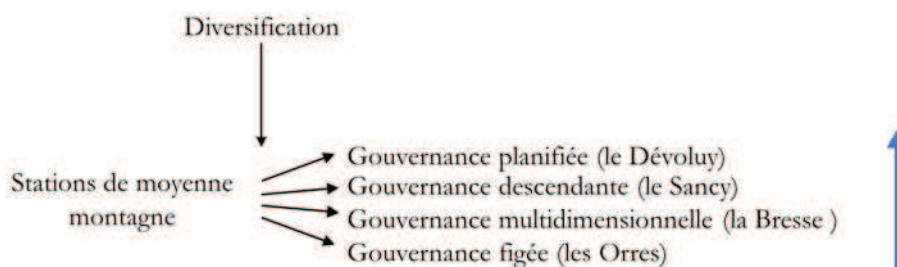 Diversification
Gouvernance planifiée (le Dévoluy)
Stations de moyenne
montagne
Gouvernance descendante (le Sancy)
Gouvernance multidimensionnelle (la Bresse )
Gouvernance figée (les Orres)